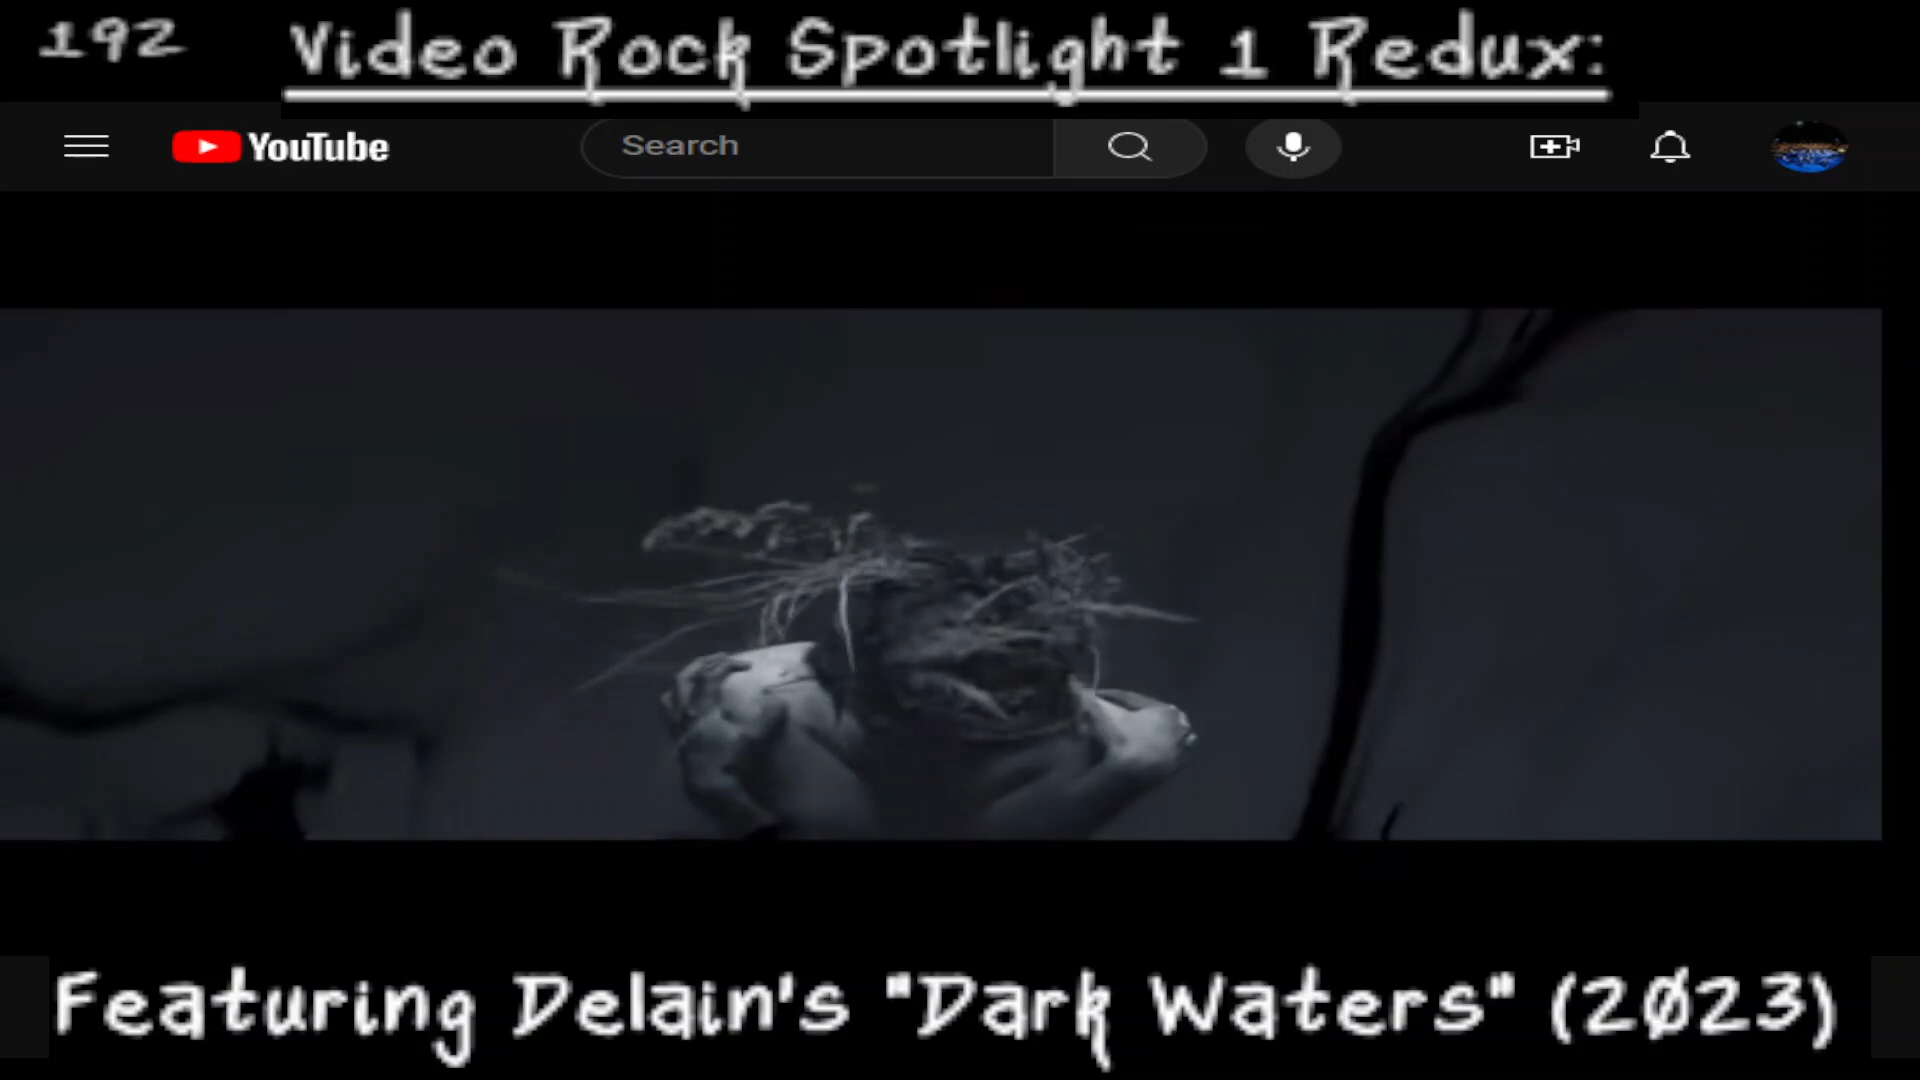 192 Video Rock Spotlight 1 Redux:
YouTube Search
Featuring Delain's "Dark Waters" (2023)